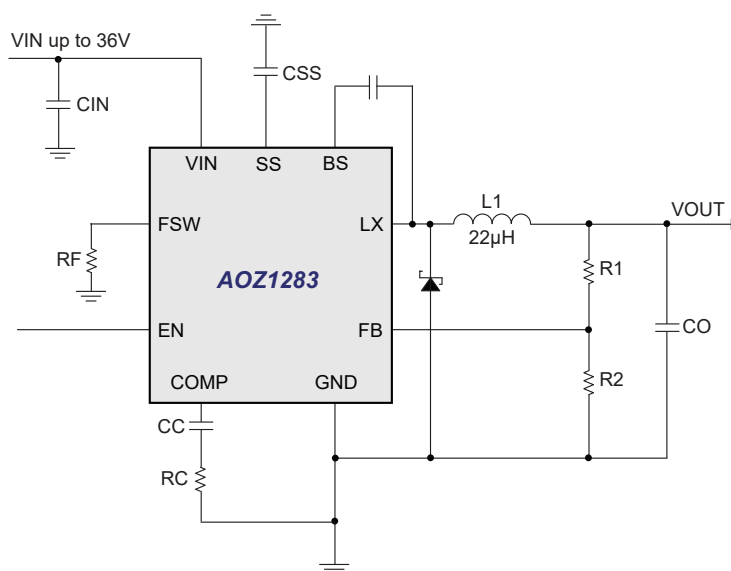 VIN up to 36V
CSS
CIN
VIN
SS
BS
FSW
LX
L1
22µH
VOUT
RF
R1
AOZ1283
EN
FB
CO
COMP
GND
R2
CC
RC